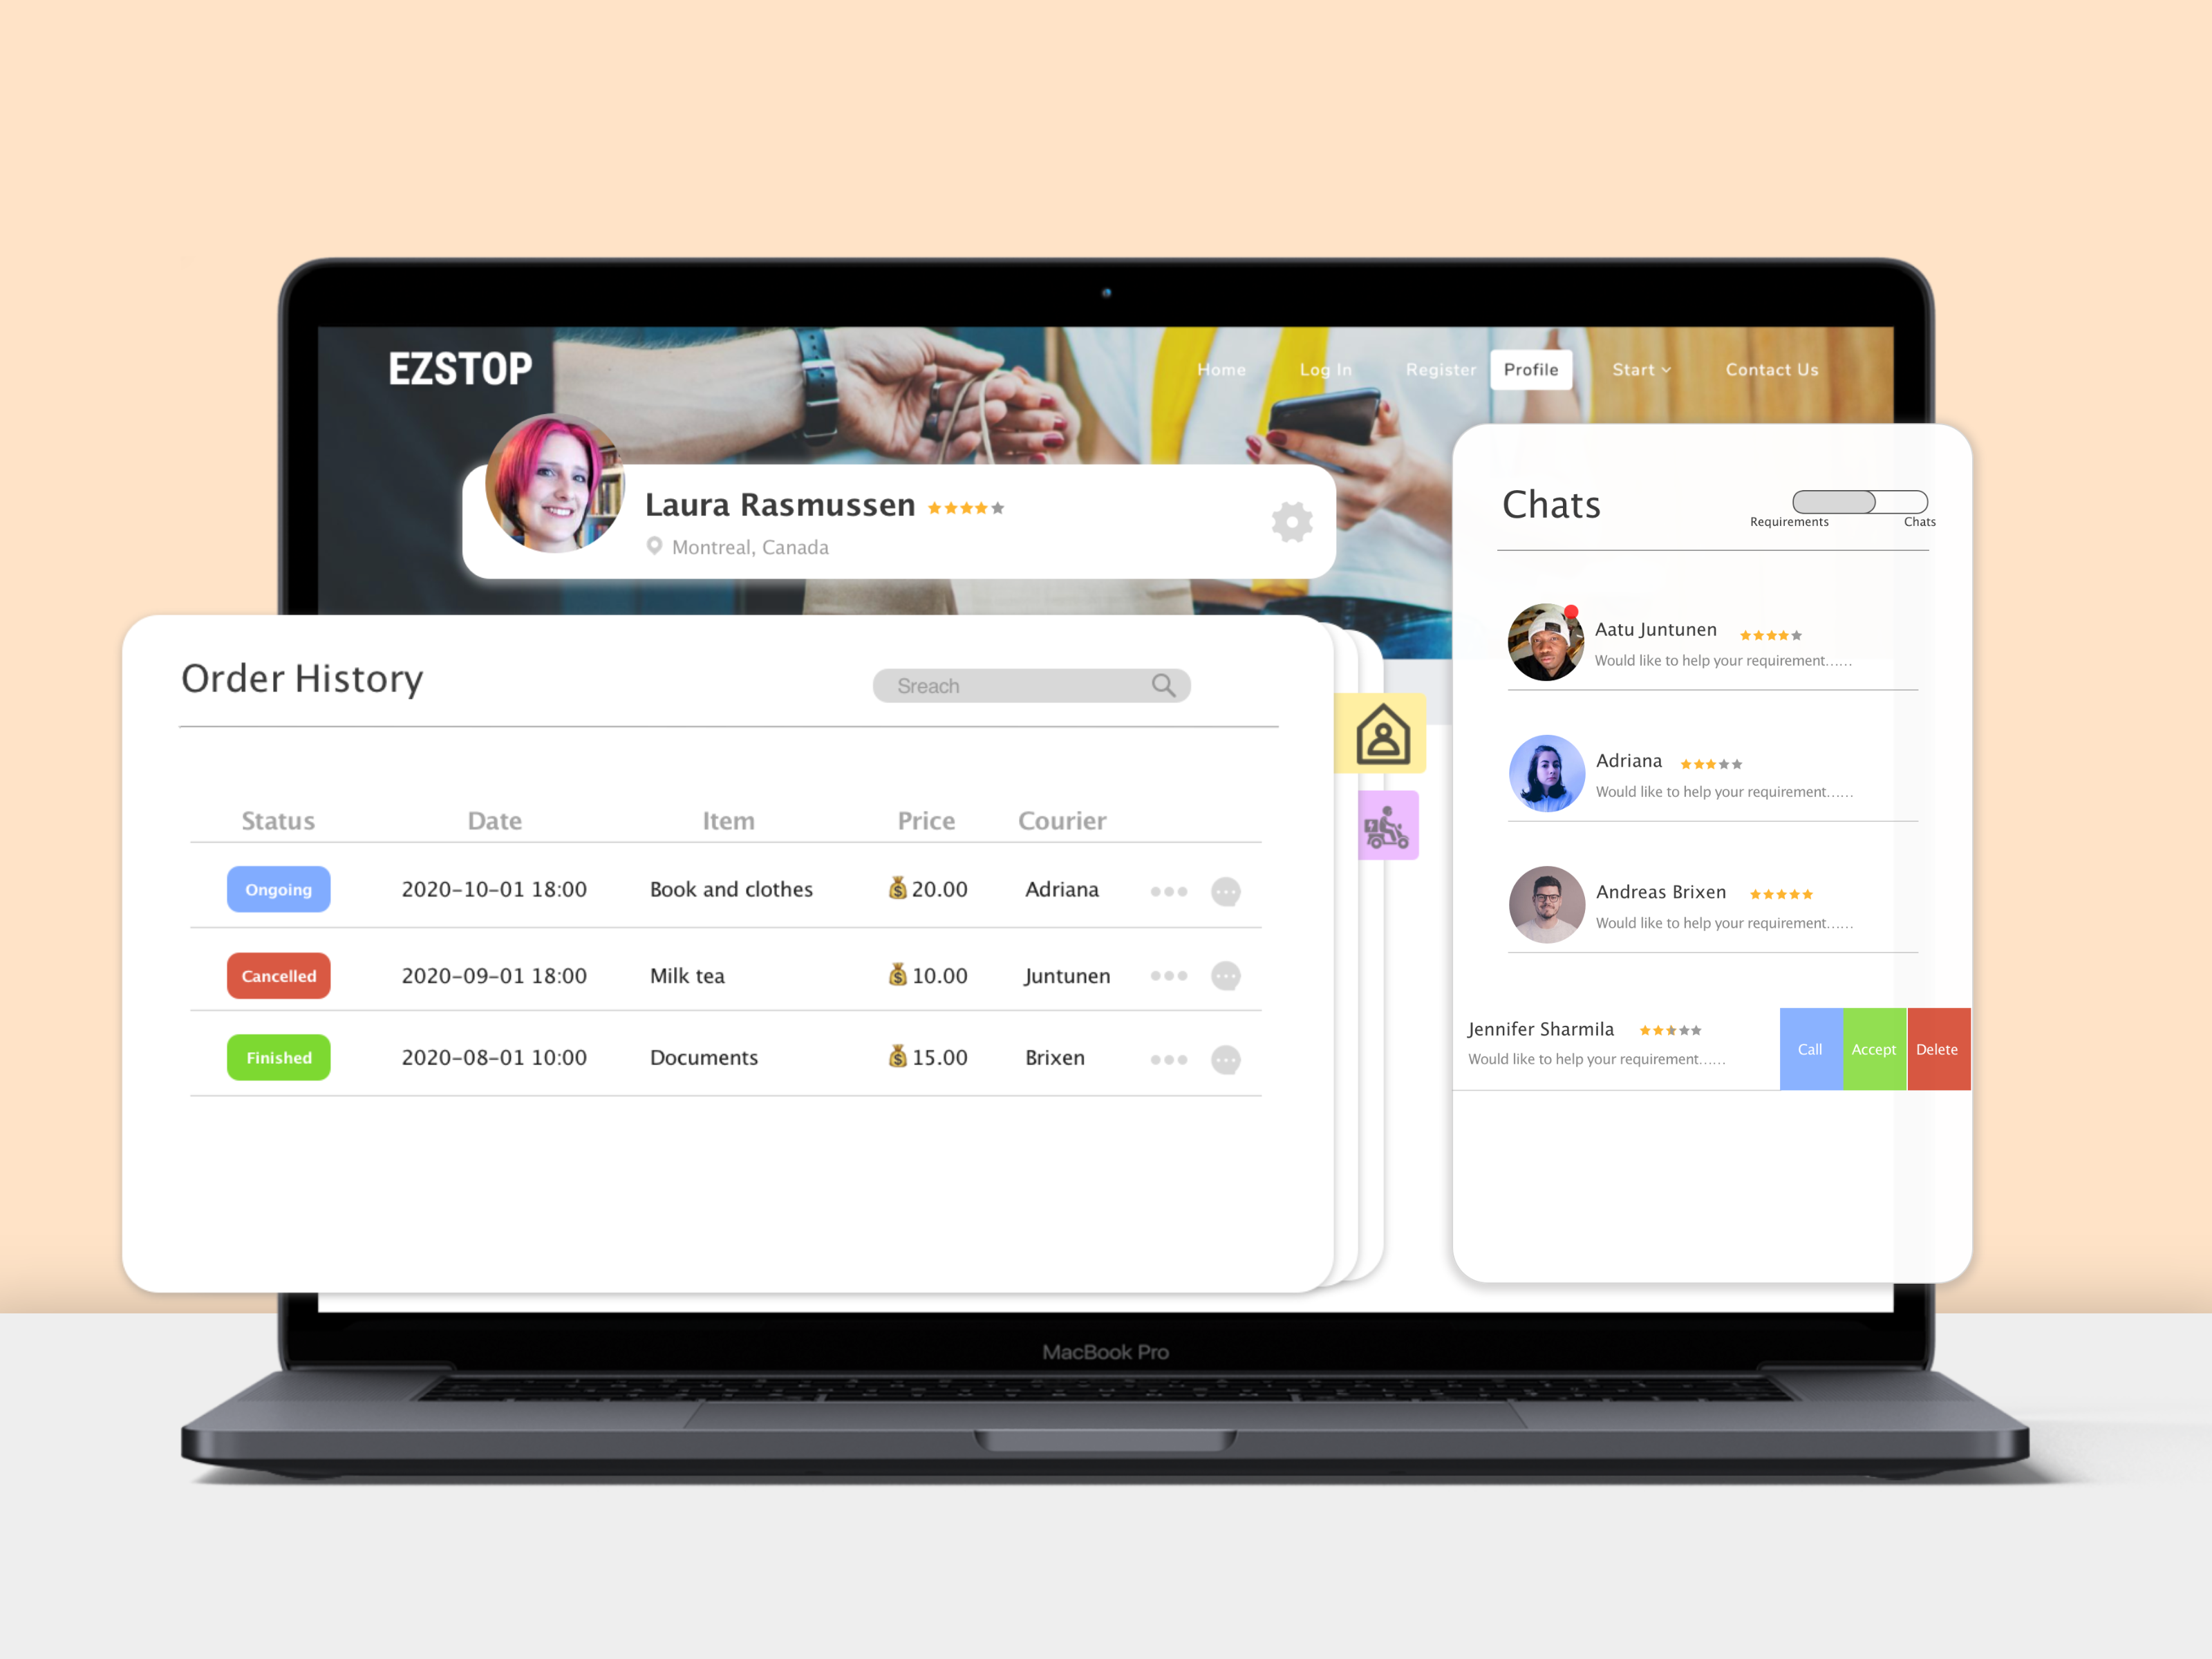 EZSTOP
Home Log In Register Profile Start Contact Us
Laura Rasmussen
Montreal, Canada
Order History
Sreach
Status Date Item Price Courier
Ongoing 2020-10-01 18:00 Book and clothes 20.00 Adriana
Cancelled 2020-09-01 18:00 Milk tea 10.00 Juntunen
Finished 2020-08-01 10:00 Documents 15.00 Brixen
Chats
Requirements Chats
Aatu Juntunen
Would like to help your requirement......
Adriana
Would like to help your requirement......
Andreas Brixen
Would like to help your requirement......
Jennifer Sharmila
Would like to help your requirement......
Call Accept Delete
MacBook Pro